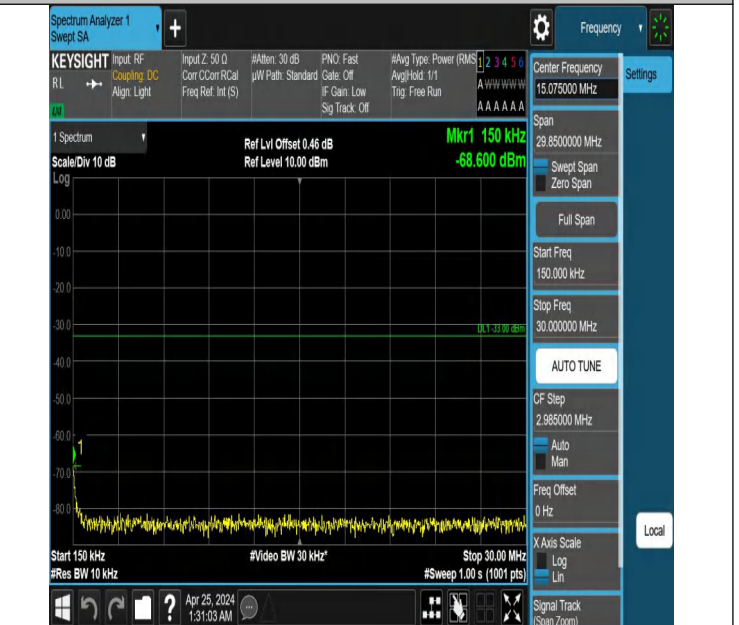 Spectrum Analyzer 1
Swept SA
+
Frequency
KEYSIGHT
RL
Input: RF
Coupling: DC
Align: Light
Input Z: 50 Ω
Corr CCorr RCal
Freq Ref: Int (S)
#Atten: 30 dB
µW Path: Standard
PNO: Fast
Gate: Off
IF Gain: Low
Sig Track: Off
#Avg Type: Power (RMS
Avg|Hold: 1/1
Trig: Free Run
1 2 3 4 5 6
A W W W W W
A A A A A A
1 Spectrum
Scale/Div 10 dB
Log
Ref Lvl Offset 0.46 dB
Ref Level 10.00 dBm
Mkr1 150 kHz
-68.600 dBm
0.00
-10.0
-20.0
-30.0
-40.0
-50.0
-60.0
-70.0
-80.0
DL1 -33.00 dBm
1
Start 150 kHz
#Res BW 10 kHz
#Video BW 30 kHz*
Stop 30.00 MHz
#Sweep 1.00 s (1001 pts)
?
Apr 25, 2024
1:31:03 AM
Center Frequency
15.075000 MHz
Settings
Span
29.8500000 MHz
Swept Span
Zero Span
Full Span
Start Freq
150.000 kHz
Stop Freq
30.000000 MHz
AUTO TUNE
CF Step
2.985000 MHz
Auto
Man
Freq Offset
0 Hz
Local
X Axis Scale
Log
Lin
Signal Track
(Span Zoom)